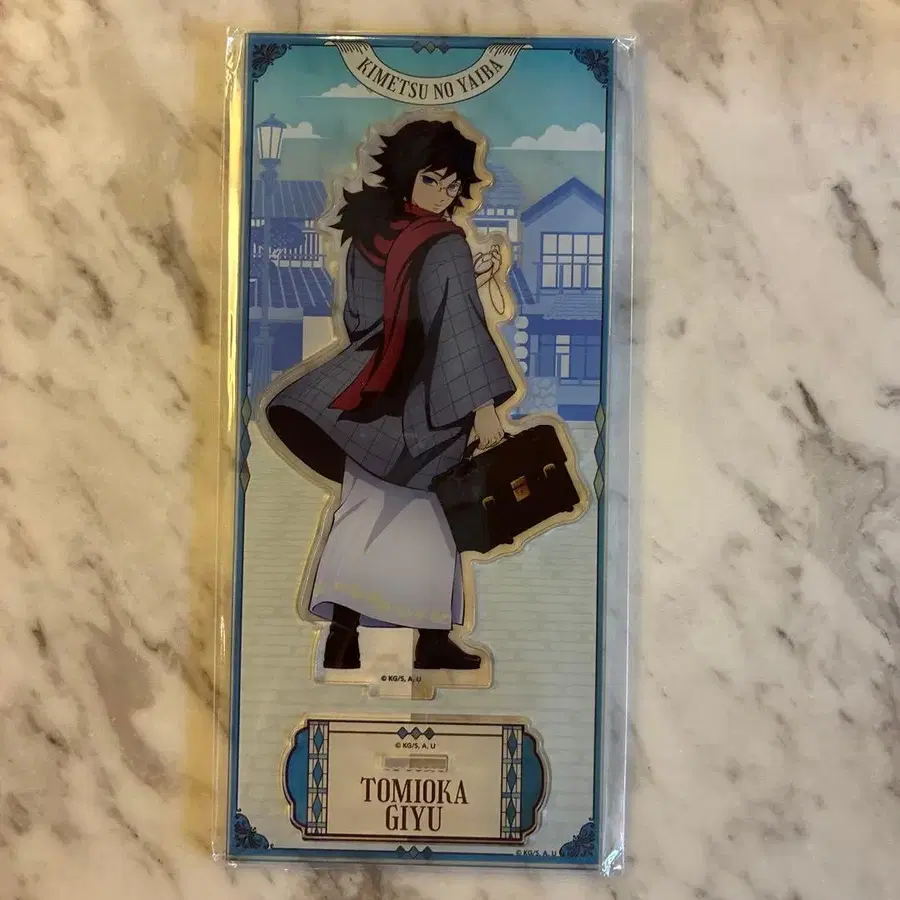 KIMETSU NO YAIBA
© KG/S, A, U
© KG/S, A, U
TOMIOKA
GIYU
© KG/S, A, U